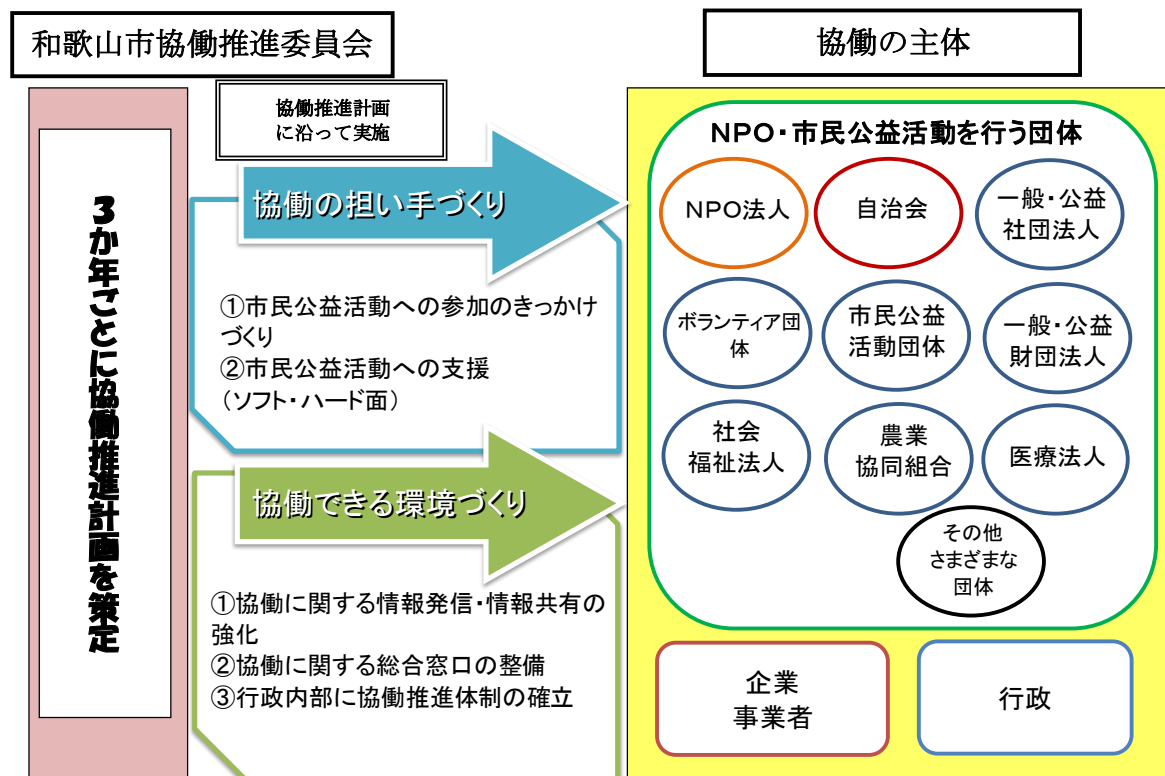 和歌山市協働推進委員会
協働の主体
協働推進計画
に沿って実施
3か年ごとに協働推進計画を策定
協働の担い手づくり
①市民公益活動への参加のきっかけ
づくり
②市民公益活動への支援
（ソフト・ハード面）
協働できる環境づくり
①協働に関する情報発信・情報共有の
強化
②協働に関する総合窓口の整備
③行政内部に協働推進体制の確立
NPO・市民公益活動を行う団体
NPO法人
自治会
一般・公益
社団法人
ボランティア団
体
市民公益
活動団体
一般・公益
財団法人
社会
福祉法人
農業
協同組合
医療法人
その他
さまざまな
団体
企業
事業者
行政